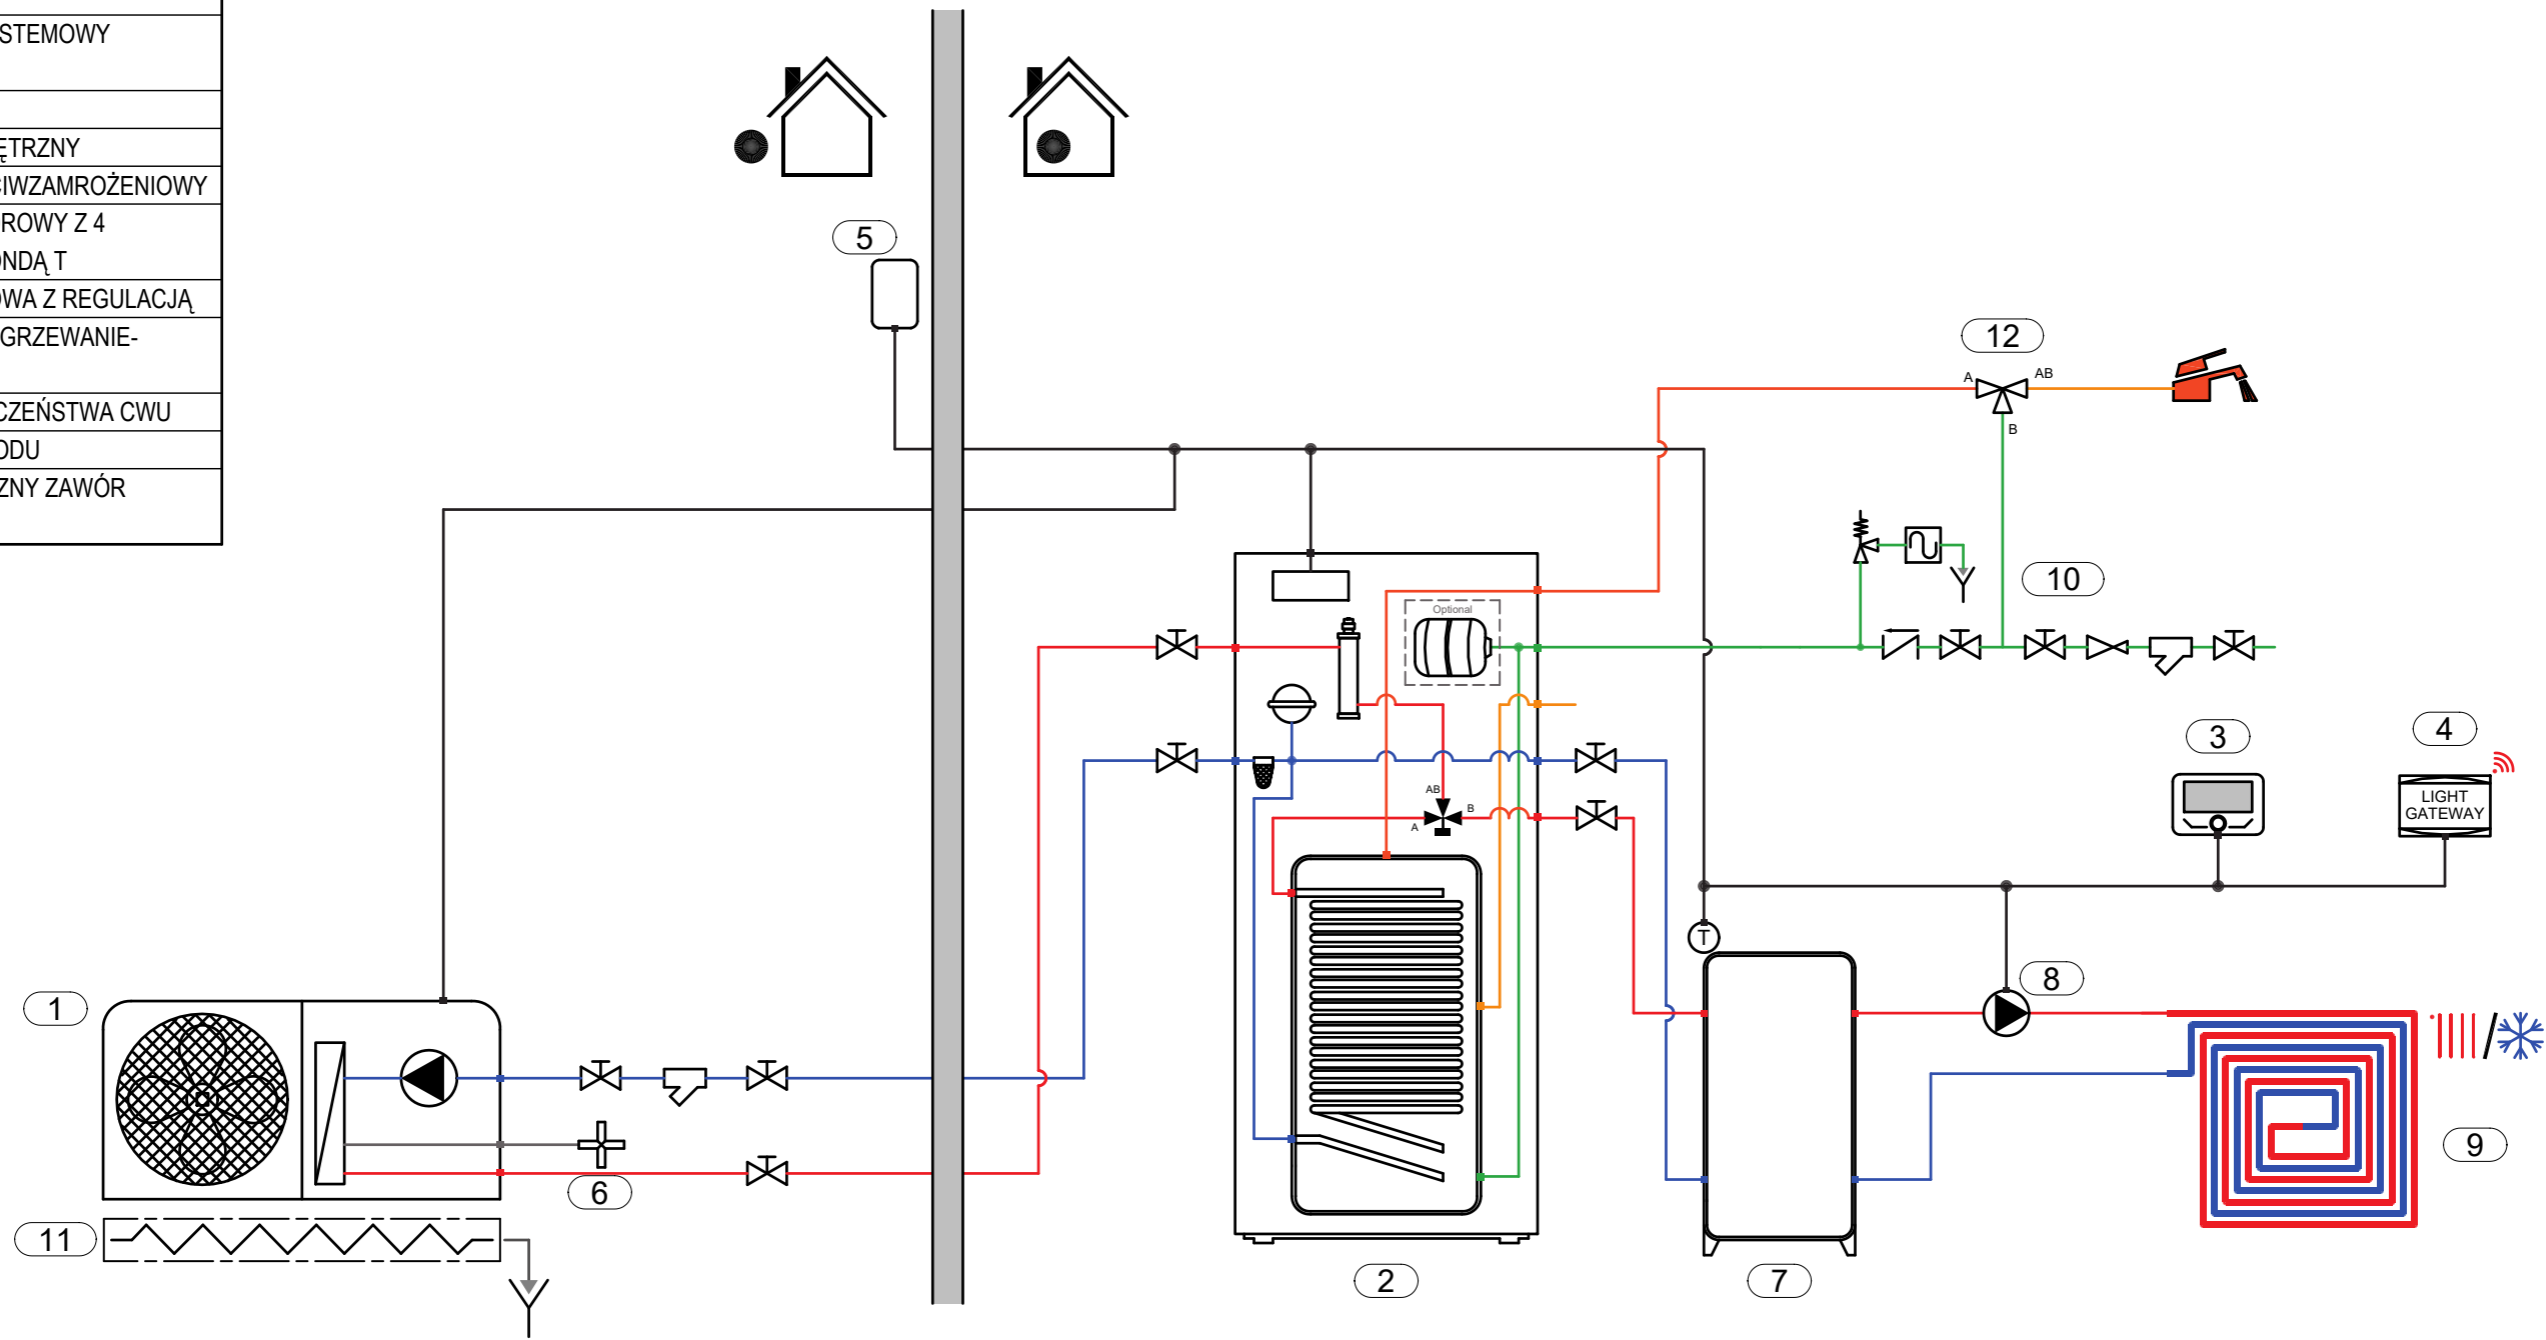 STEMOWY
ĘTRZNY
CIWZAMROŻENIOWY
ROWY Z 4
ONDĄ T
OWA Z REGULACJĄ
GRZEWANIE-
CZEŃSTWA CWU
ODU
ZNY ZAWÓR
5
12
A
AB
B
10
Optional
3
4
LIGHT
GATEWAY
AB
B
A
T
8
1
9
6
11
2
7